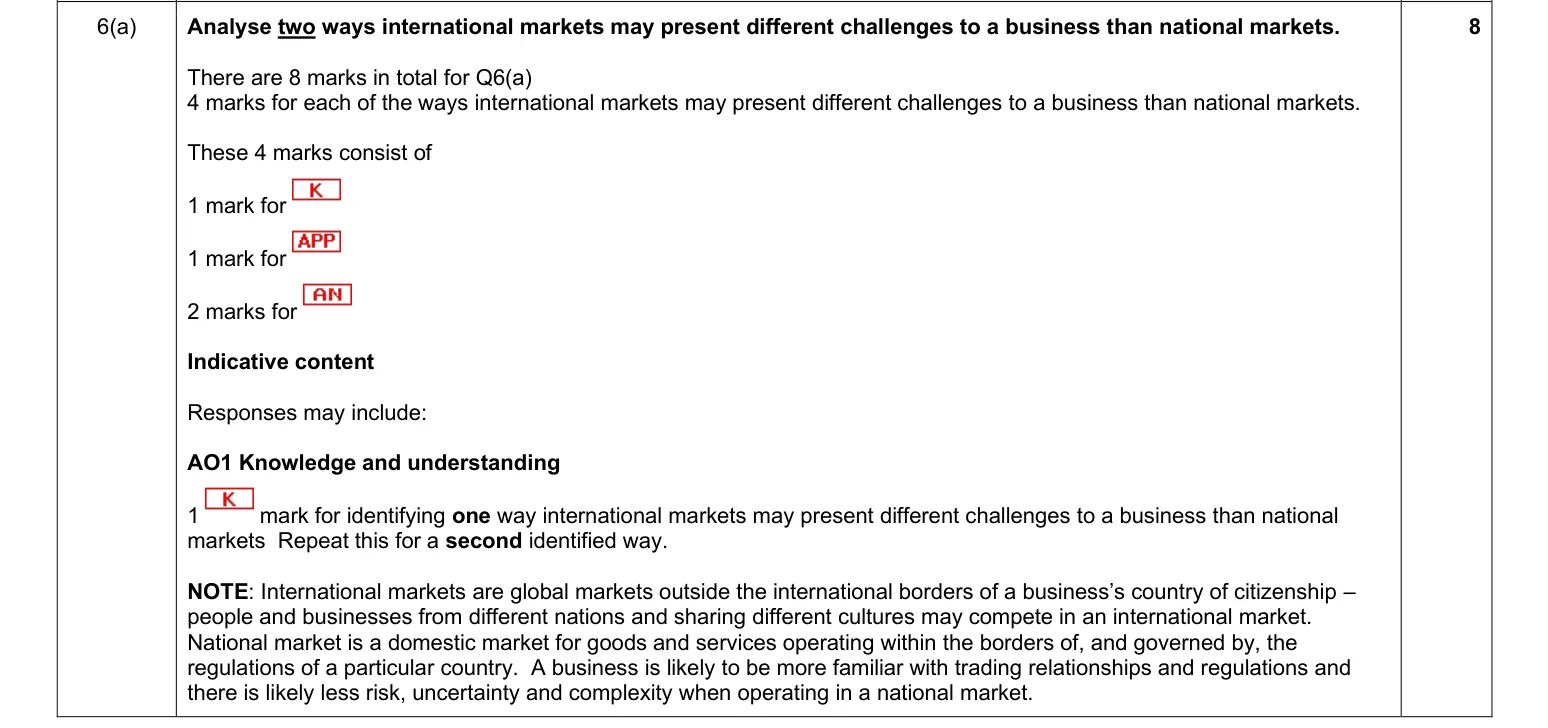 6(a) Analyse two ways international markets may present different challenges to a business than national markets. 8
There are 8 marks in total for Q6(a)
4 marks for each of the ways international markets may present different challenges to a business than national markets.
These 4 marks consist of
1 mark for K
1 mark for APP
2 marks for AN
Indicative content
Responses may include:
AO1 Knowledge and understanding
1 K mark for identifying one way international markets may present different challenges to a business than national
markets  Repeat this for a second identified way.
NOTE: International markets are global markets outside the international borders of a business's country of citizenship –
people and businesses from different nations and sharing different cultures may compete in an international market.
National market is a domestic market for goods and services operating within the borders of, and governed by, the
regulations of a particular country.  A business is likely to be more familiar with trading relationships and regulations and
there is likely less risk, uncertainty and complexity when operating in a national market.